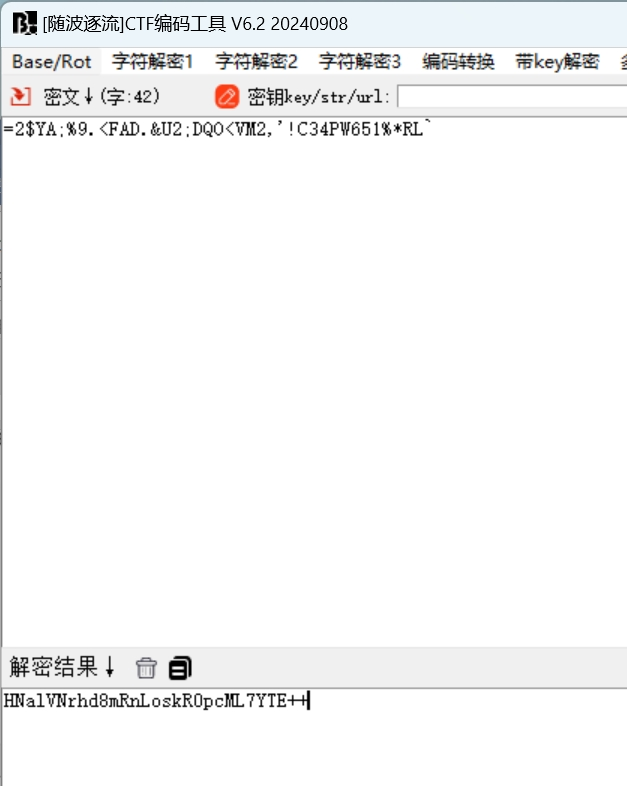 [随波逐流]CTF编码工具 V6.2 20240908
Base/Rot 字符解密1 字符解密2 字符解密3 编码转换 带key解密
密文↓(字:42) 密钥key/str/url:
=2$YA;%9.<FAD.&U2;DQO<VM2,'!C34PW651%*RL`
解密结果↓
HNalVNrhd8mRnLoskR0pcML7YTE++